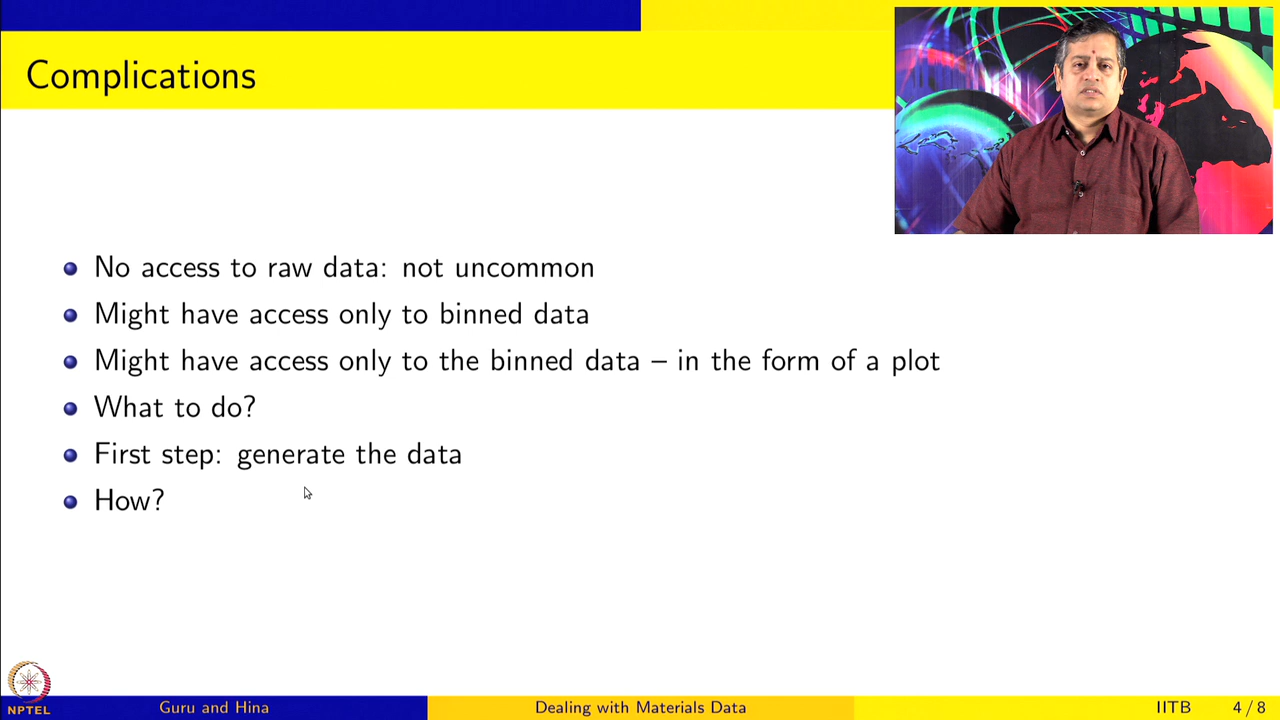 Complications
No access to raw data: not uncommon
Might have access only to binned data
Might have access only to the binned data – in the form of a plot
What to do?
First step: generate the data
How?
NPTEL
Guru and Hina
Dealing with Materials Data
IITB
4 / 8